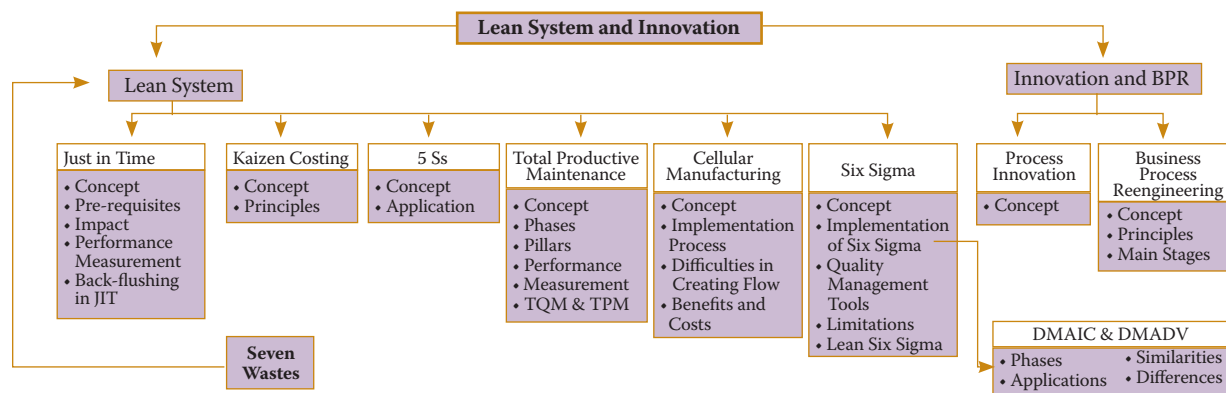 Lean System and Innovation
Lean System
Innovation and BPR
Just in Time
• Concept
• Pre-requisites
• Impact
• Performance
Measurement
• Back-flushing
in JIT
Kaizen Costing
• Concept
• Principles
5 Ss
• Concept
• Application
Total Productive
Maintenance
• Concept
• Phases
• Pillars
• Performance
• Measurement
• TQM & TPM
Cellular
Manufacturing
• Concept
• Implementation
Process
• Difficulties in
Creating Flow
• Benefits and
Costs
Six Sigma
• Concept
• Implementation
of Six Sigma
• Quality
Management
Tools
• Limitations
• Lean Six Sigma
Process
Innovation
• Concept
Business
Process
Reengineering
• Concept
• Principles
• Main Stages
Seven
Wastes
DMAIC & DMADV
• Phases
• Applications
• Similarities
• Differences